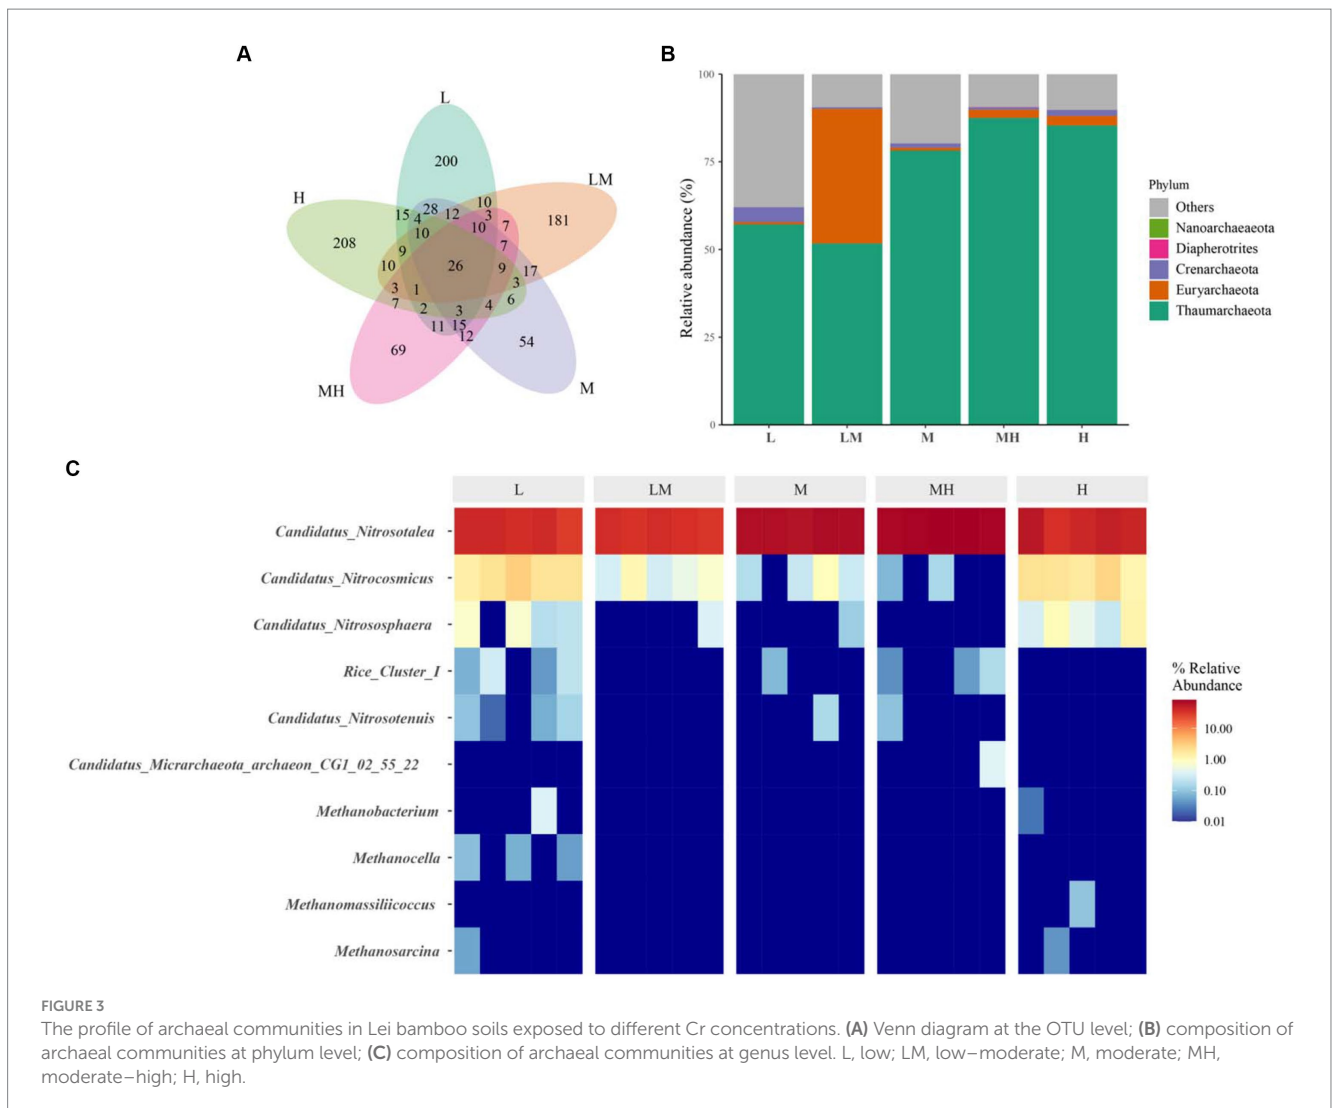 A
L
200
LM
181
H
208
10
3
7
7
10
12
28
15
4
10
9
10
26
9
17
3
6
3
1
7
2
3
4
11
15
12
69
54
MH
M
B
Relative abundance (%)
100
75
50
25
0
L
LM
M
MH
H
Phylum
Others
Nanoarchaeaeota
Diapherotrites
Crenarchaeota
Euryarchaeota
Thaumarchaeota
C
L
LM
M
MH
H
Candidatus_Nitrosotalea
Candidatus_Nitrocosmicus
Candidatus_Nitrososphaera
Rice_Cluster_I
Candidatus_Nitrosotenuis
Candidatus_Micrarchaeota_archaeon_CG1_02_55_22
Methanobacterium
Methanocella
Methanomassiliicoccus
Methanosarcina
% Relative
Abundance
10.00
1.00
0.10
0.01
FIGURE 3
The profile of archaeal communities in Lei bamboo soils exposed to different Cr concentrations. (A) Venn diagram at the OTU level; (B) composition of
archaeal communities at phylum level; (C) composition of archaeal communities at genus level. L, low; LM, low–moderate; M, moderate; MH,
moderate–high; H, high.